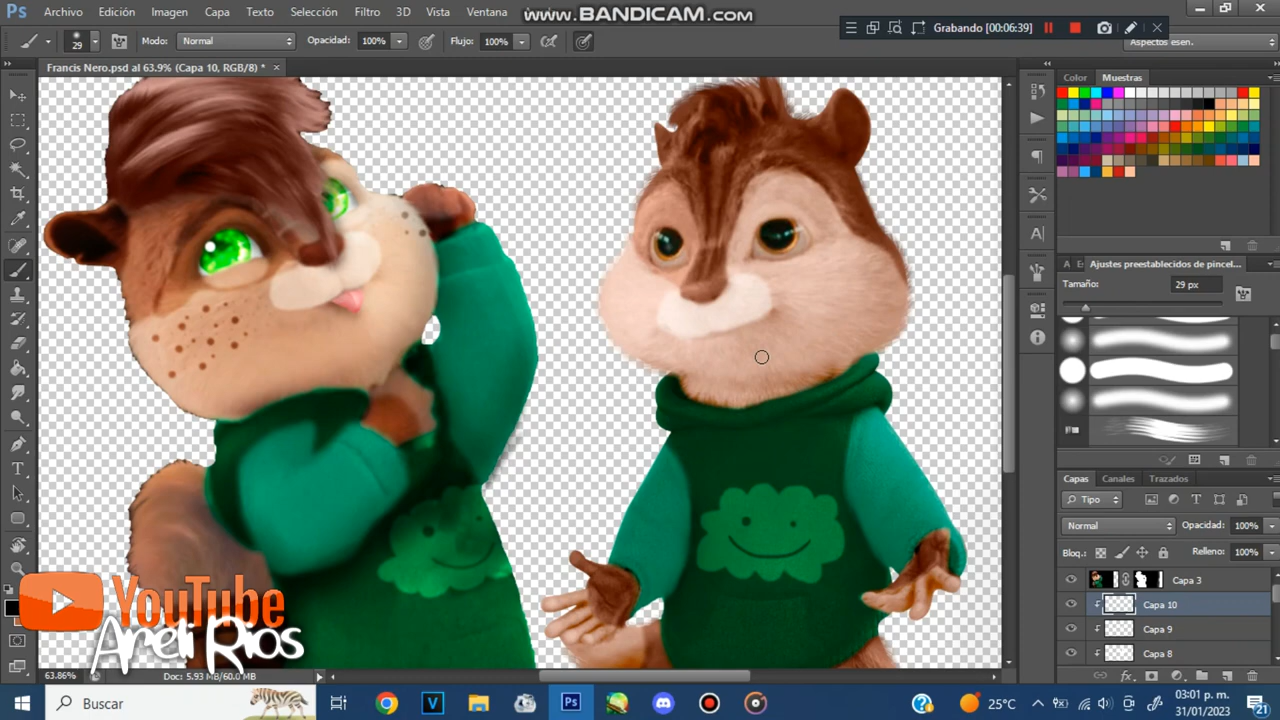 Ps Archivo Edición Imagen Capa Texto Selección Filtro 3D Vista Ventana
www.BANDICAM.com
Grabando [00:06:39]
29 Modo: Normal Opacidad: 100% Flujo: 100%
Aspectos esen.
Francis Nero.psd al 63.9% (Capa 10, RGB/8) * ×
Color Muestras
Ajustes preestablecidos de pincel...
Tamaño: 29 px
Capas Canales Trazados
Tipo
Normal Opacidad: 100%
Bloq.: Relleno: 100%
Capa 3
Capa 10
Capa 9
Capa 8
YouTube
Areli Rios
63.86% Doc: 5.93 MB/60.0 MB
Buscar
V
Ps
25°C
03:01 p. m.
31/01/2023
21